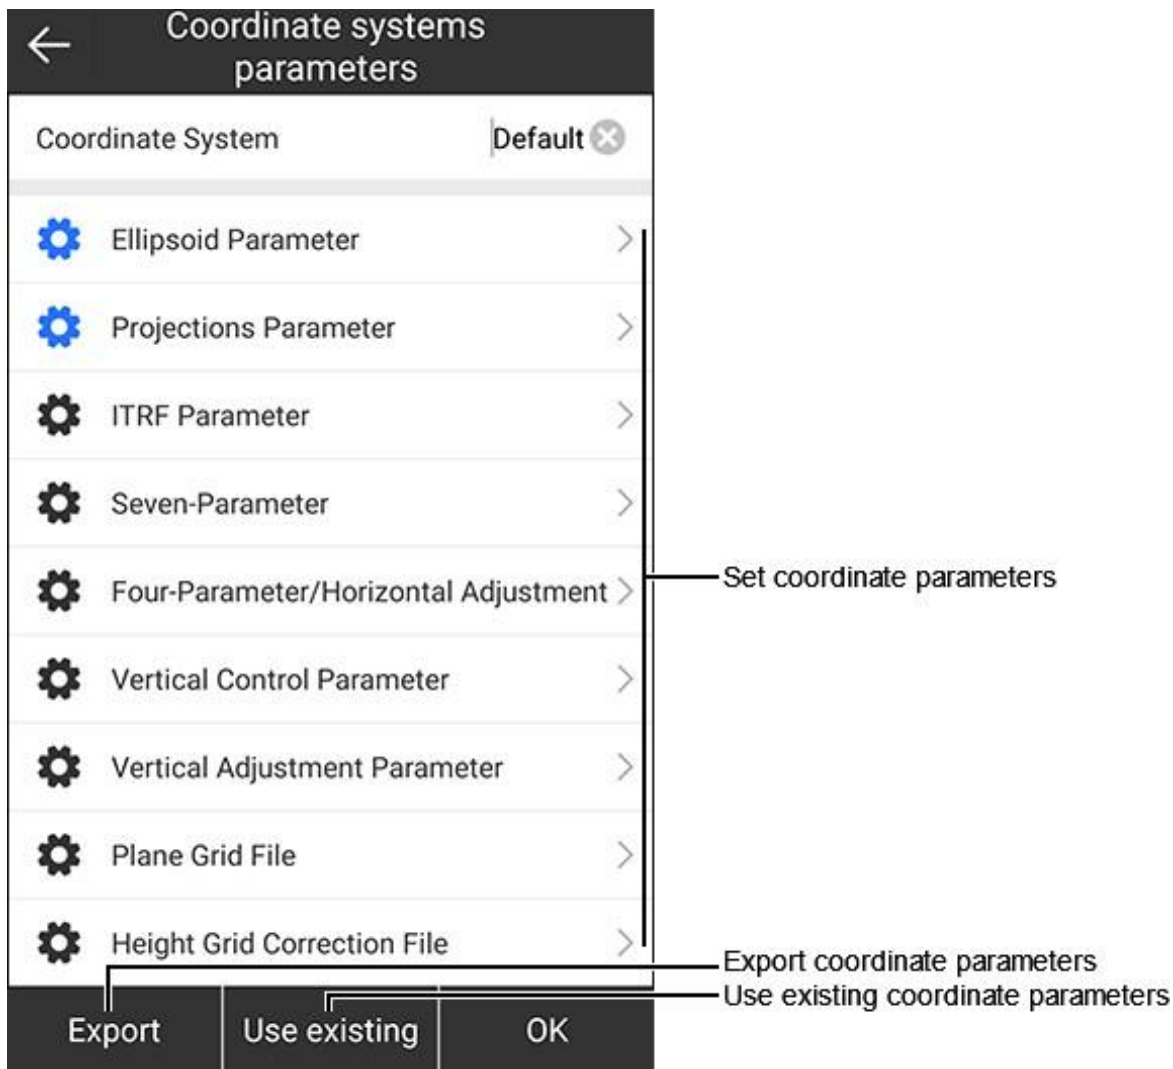 Coordinate systems
parameters
Coordinate System Default
Ellipsoid Parameter
Projections Parameter
ITRF Parameter
Seven-Parameter
Four-Parameter/Horizontal Adjustment
Set coordinate parameters
Vertical Control Parameter
Vertical Adjustment Parameter
Plane Grid File
Height Grid Correction File
Export coordinate parameters
Use existing coordinate parameters
Export Use existing OK